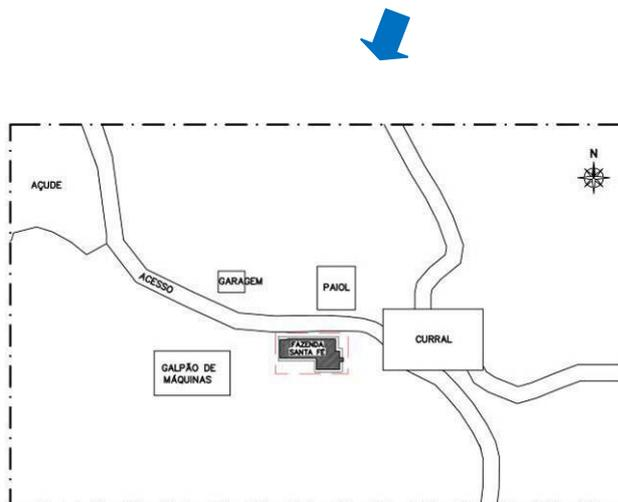 N
AÇUDE
ACESSO
GARAGEM
PAIOL
FAZENDA
SANTA FÉ
CURRAL
GALPÃO DE
MÁQUINAS